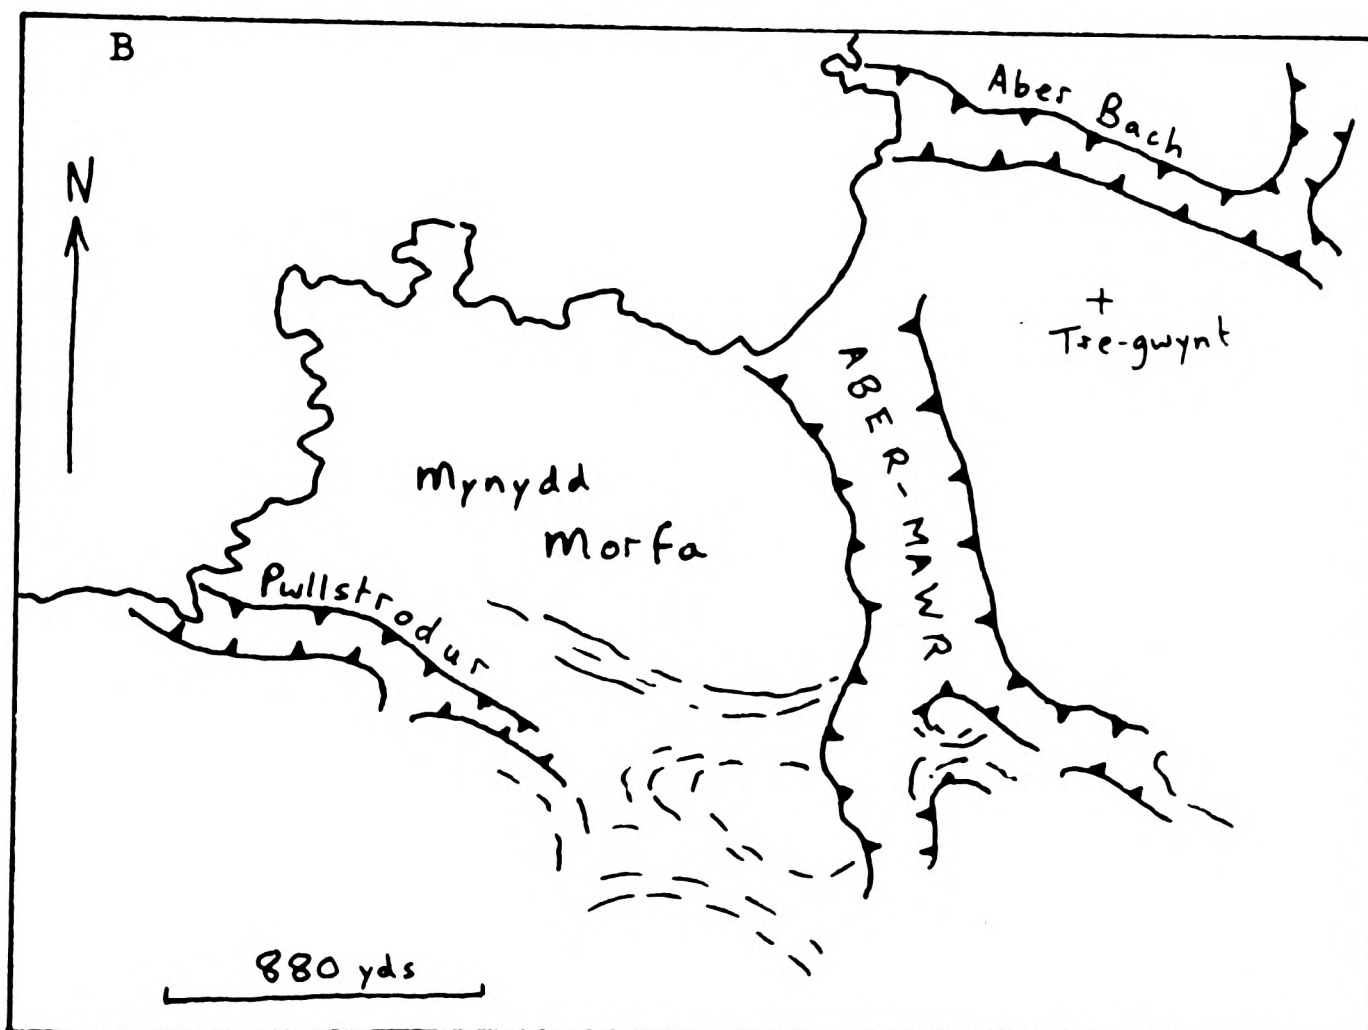 B
N
Aber Bach
+
Tre-gwynt
ABER-MAWR
Mynydd
Morfa
Pwllstrodur
880 yds